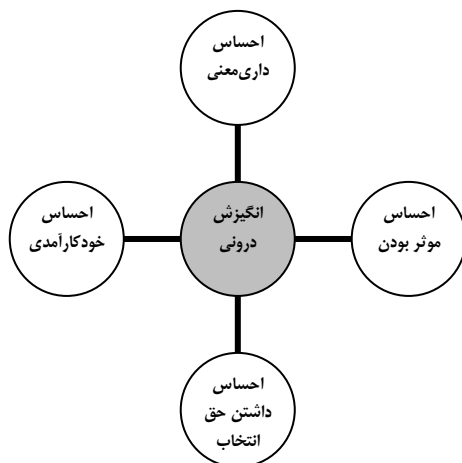 احساس
داری‌معنی
احساس
موثر بودن
انگیزش
درونی
احساس
خودکارآمدی
احساس
داشتن حق
انتخاب